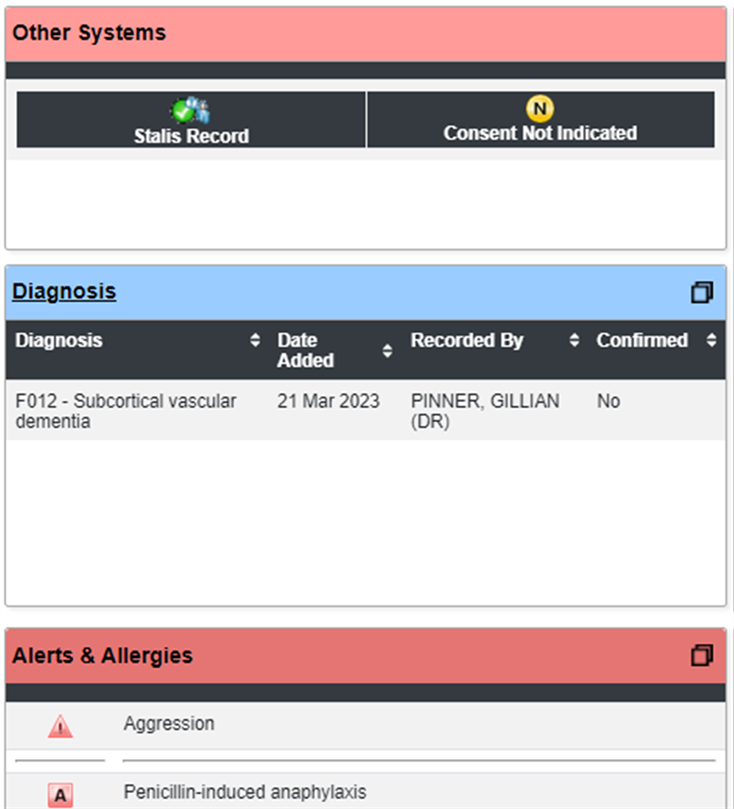 Other Systems
Stalis Record
N
Consent Not Indicated
Diagnosis
Diagnosis Date Added Recorded By Confirmed
F012 - Subcortical vascular dementia 21 Mar 2023 PINNER, GILLIAN (DR) No
Alerts & Allergies
! Aggression
A Penicillin-induced anaphylaxis